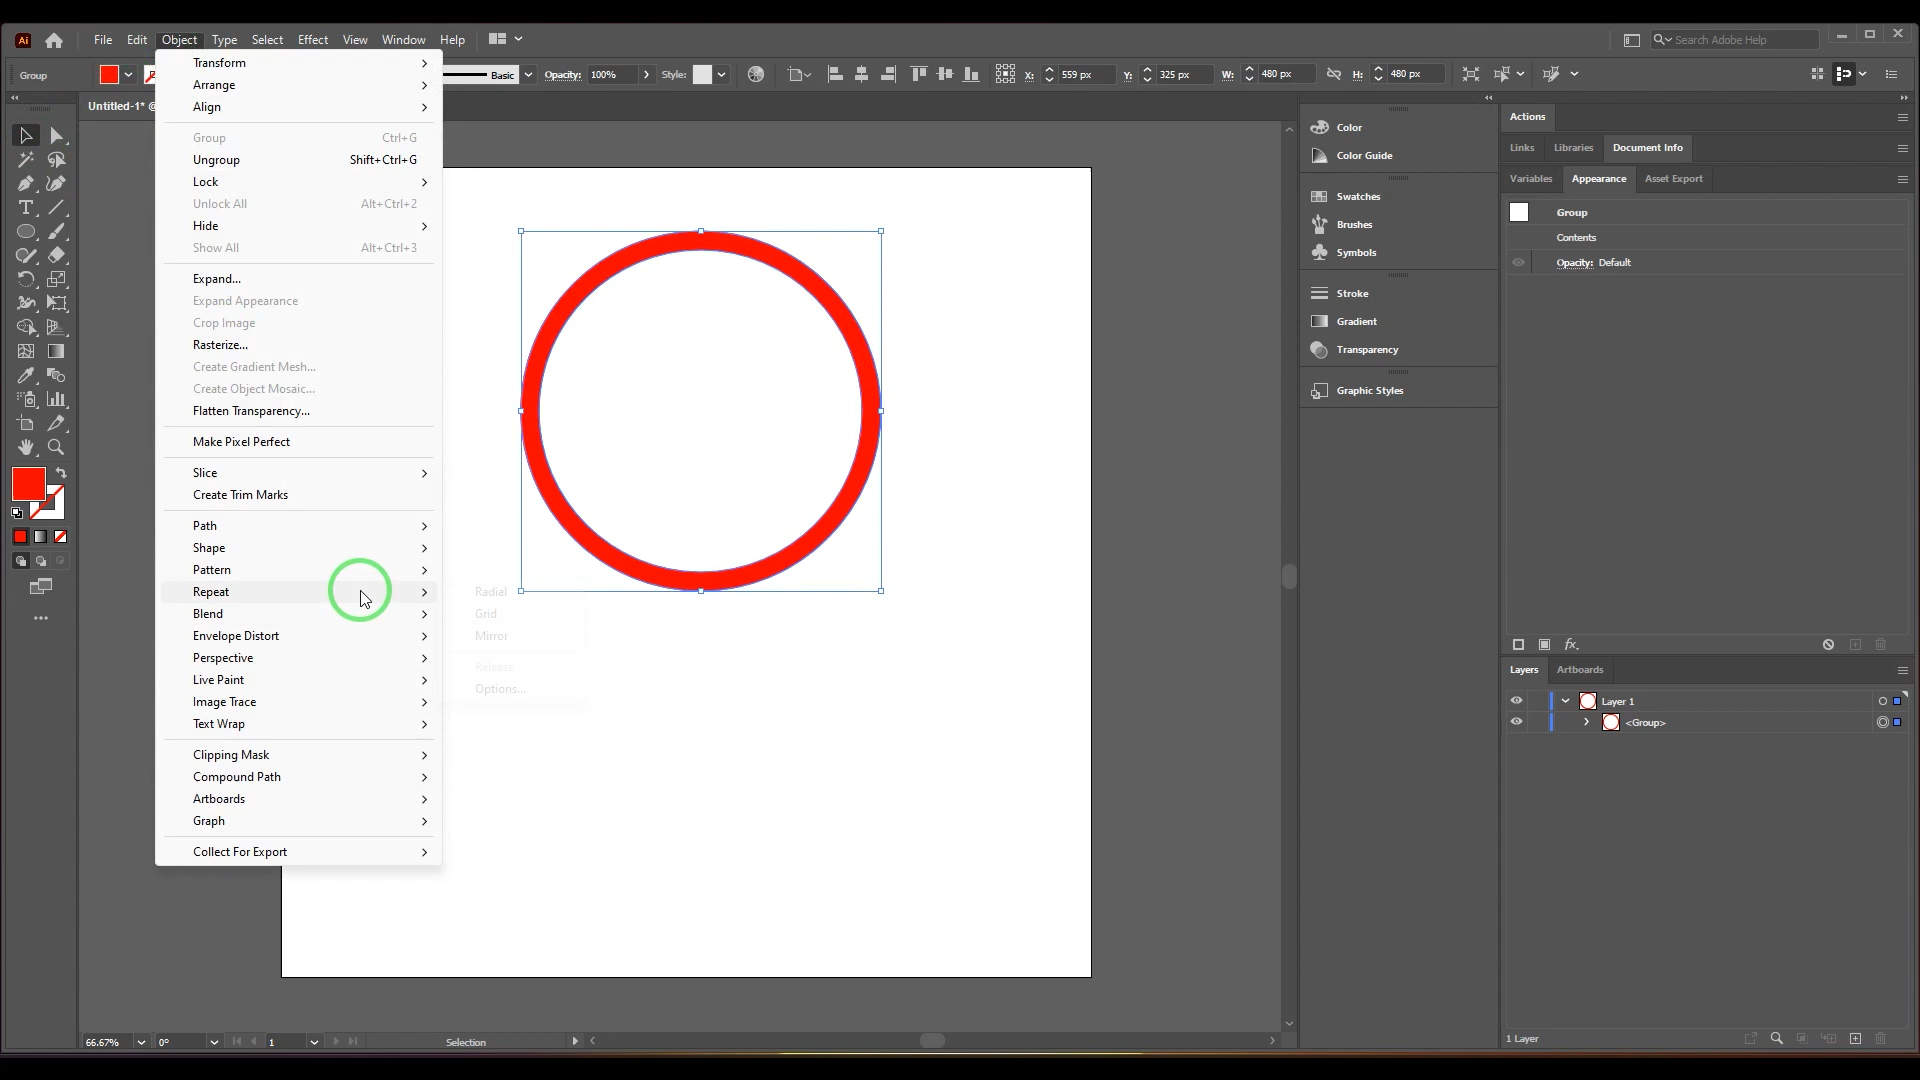 Ai
File Edit Object Type Select Effect View Window Help
Search Adobe Help
Group
Basic Opacity: 100% Style: X: 559 px Y: 325 px W: 480 px H: 480 px
Untitled-1* @
Transform
Arrange
Align
Group Ctrl+G
Ungroup Shift+Ctrl+G
Lock
Unlock All Alt+Ctrl+2
Hide
Show All Alt+Ctrl+3
Expand...
Expand Appearance
Crop Image
Rasterize...
Create Gradient Mesh...
Create Object Mosaic...
Flatten Transparency...
Make Pixel Perfect
Slice
Create Trim Marks
Path
Shape
Pattern
Repeat
Blend
Envelope Distort
Perspective
Live Paint
Image Trace
Text Wrap
Clipping Mask
Compound Path
Artboards
Graph
Collect For Export
Radial
Grid
Mirror
Release
Options...
Color
Color Guide
Swatches
Brushes
Symbols
Stroke
Gradient
Transparency
Graphic Styles
Actions
Links Libraries Document Info
Variables Appearance Asset Export
Group
Contents
Opacity: Default
fx.
Layers Artboards
Layer 1
<Group>
1 Layer
66.67% 0° 1 Selection